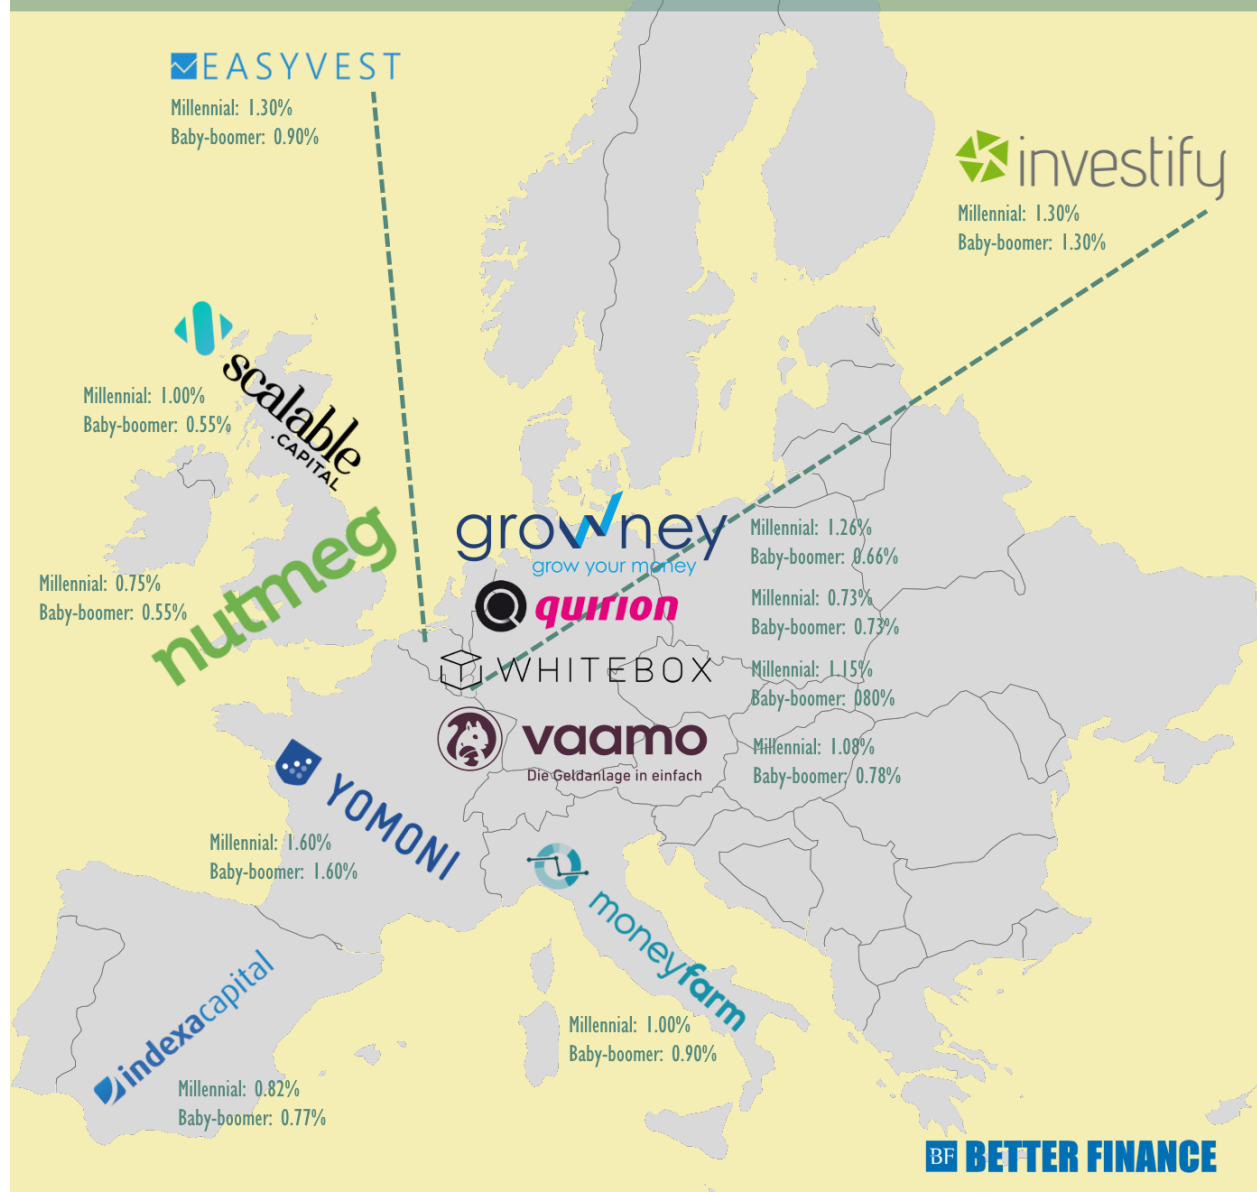 EASYVEST
Millennial: 1.30%
Baby-boomer: 0.90%
investify
Millennial: 1.30%
Baby-boomer: 1.30%
scalable
.CAPITAL
Millennial: 1.00%
Baby-boomer: 0.55%
nutmeg
Millennial: 0.75%
Baby-boomer: 0.55%
growney
grow your money
Millennial: 1.26%
Baby-boomer: 0.66%
quirion
Millennial: 0.73%
Baby-boomer: 0.73%
WHITEBOX
Millennial: 1.15%
Baby-boomer: 080%
vaamo
Die Geldanlage in einfach
Millennial: 1.08%
Baby-boomer: 0.78%
YOMONI
Millennial: 1.60%
Baby-boomer: 1.60%
moneyfarm
Millennial: 1.00%
Baby-boomer: 0.90%
indexacapital
Millennial: 0.82%
Baby-boomer: 0.77%
BF BETTER FINANCE